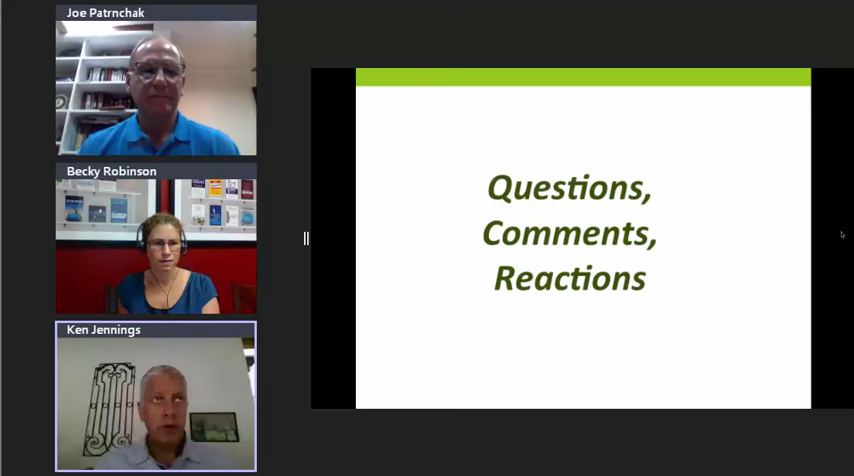 Joe Patrnchak
Becky Robinson
Ken Jennings
Questions,
Comments,
Reactions